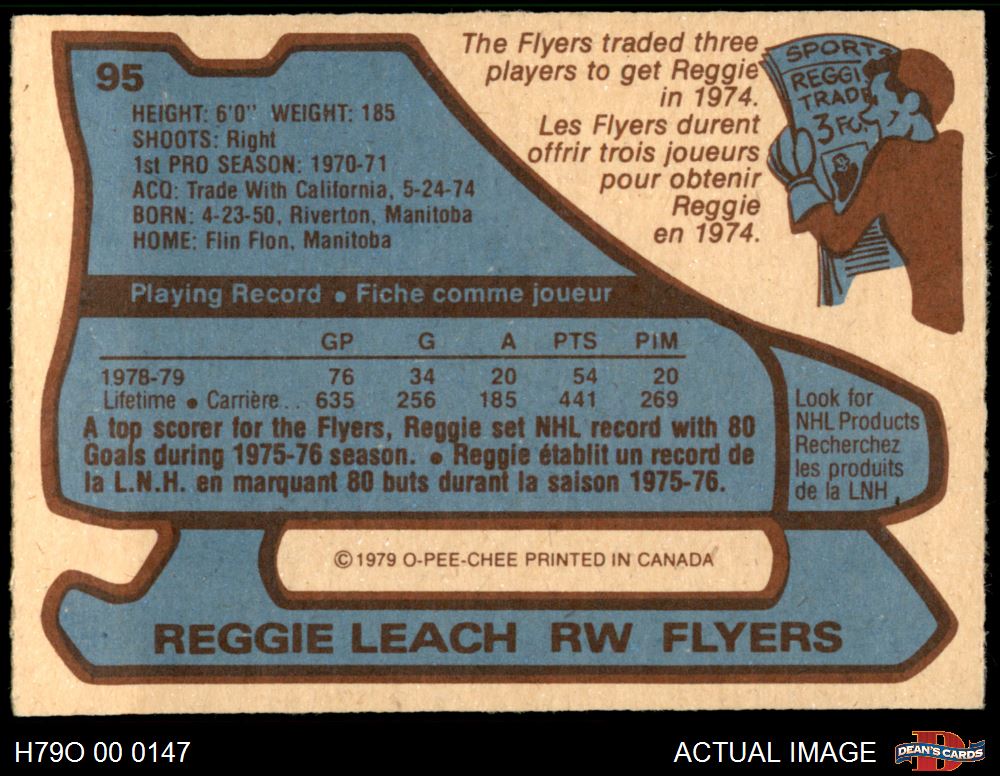 95
HEIGHT: 6'0" WEIGHT: 185
SHOOTS: Right
1st PRO SEASON: 1970-71
ACQ: Trade With California, 5-24-74
BORN: 4-23-50, Riverton, Manitoba
HOME: Flin Flon, Manitoba
The Flyers traded three
players to get Reggie
in 1974.
Les Flyers durent
offrir trois joueurs
pour obtenir
Reggie
en 1974.
SPORTS
REGGI
TRADE
3 FO
Playing Record • Fiche comme joueur
GP G A PTS PIM
1978-79 76 34 20 54 20
Lifetime • Carrière.. 635 256 185 441 269
A top scorer for the Flyers, Reggie set NHL record with 80
Goals during 1975-76 season. • Reggie établit un record de
la L.N.H. en marquant 80 buts durant la saison 1975-76.
Look for
NHL Products
Recherchez
les produits
de la LNH
©1979 O-PEE-CHEE PRINTED IN CANADA
REGGIE LEACH RW FLYERS
H79O 00 0147
ACTUAL IMAGE
DEAN'S CARDS